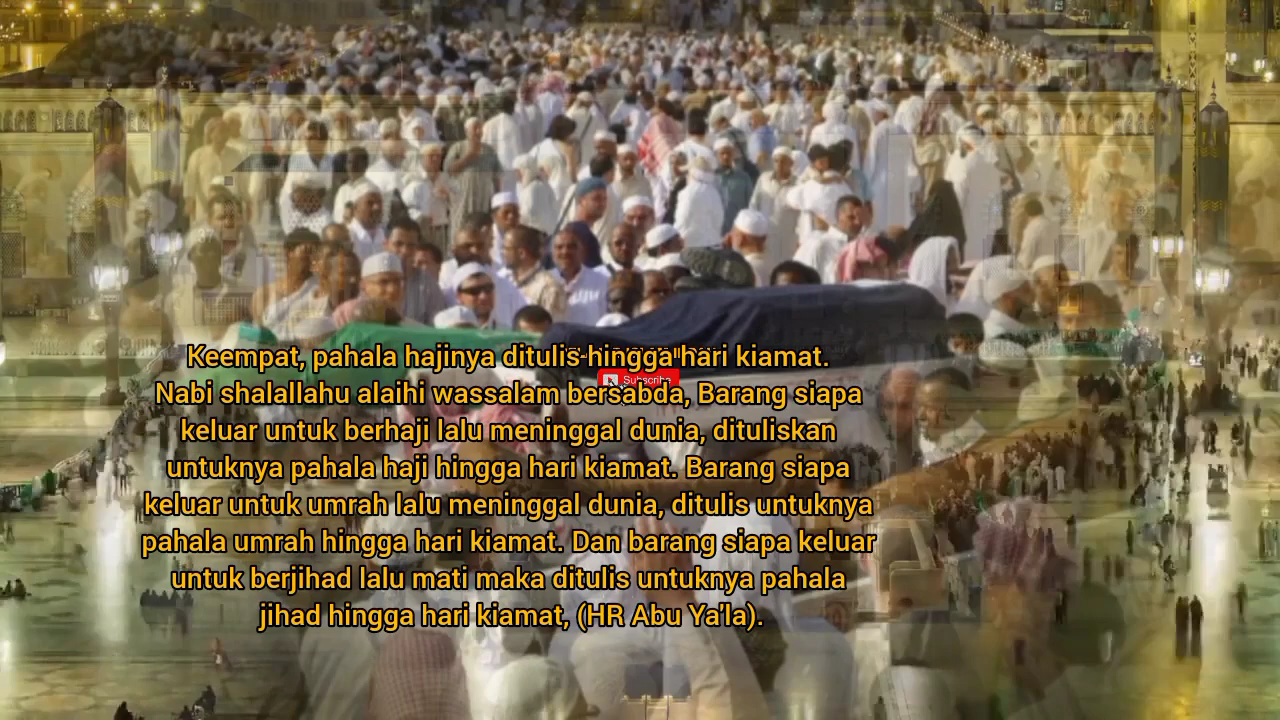 Keempat, pahala hajinya ditulis hingga hari kiamat.
Subscribe
Nabi shalallahu alaihi wassalam bersabda, Barang siapa
keluar untuk berhaji lalu meninggal dunia, dituliskan
untuknya pahala haji hingga hari kiamat. Barang siapa
keluar untuk umrah lalu meninggal dunia, ditulis untuknya
pahala umrah hingga hari kiamat. Dan barang siapa keluar
untuk berjihad lalu mati maka ditulis untuknya pahala
jihad hingga hari kiamat, (HR Abu Ya'la).